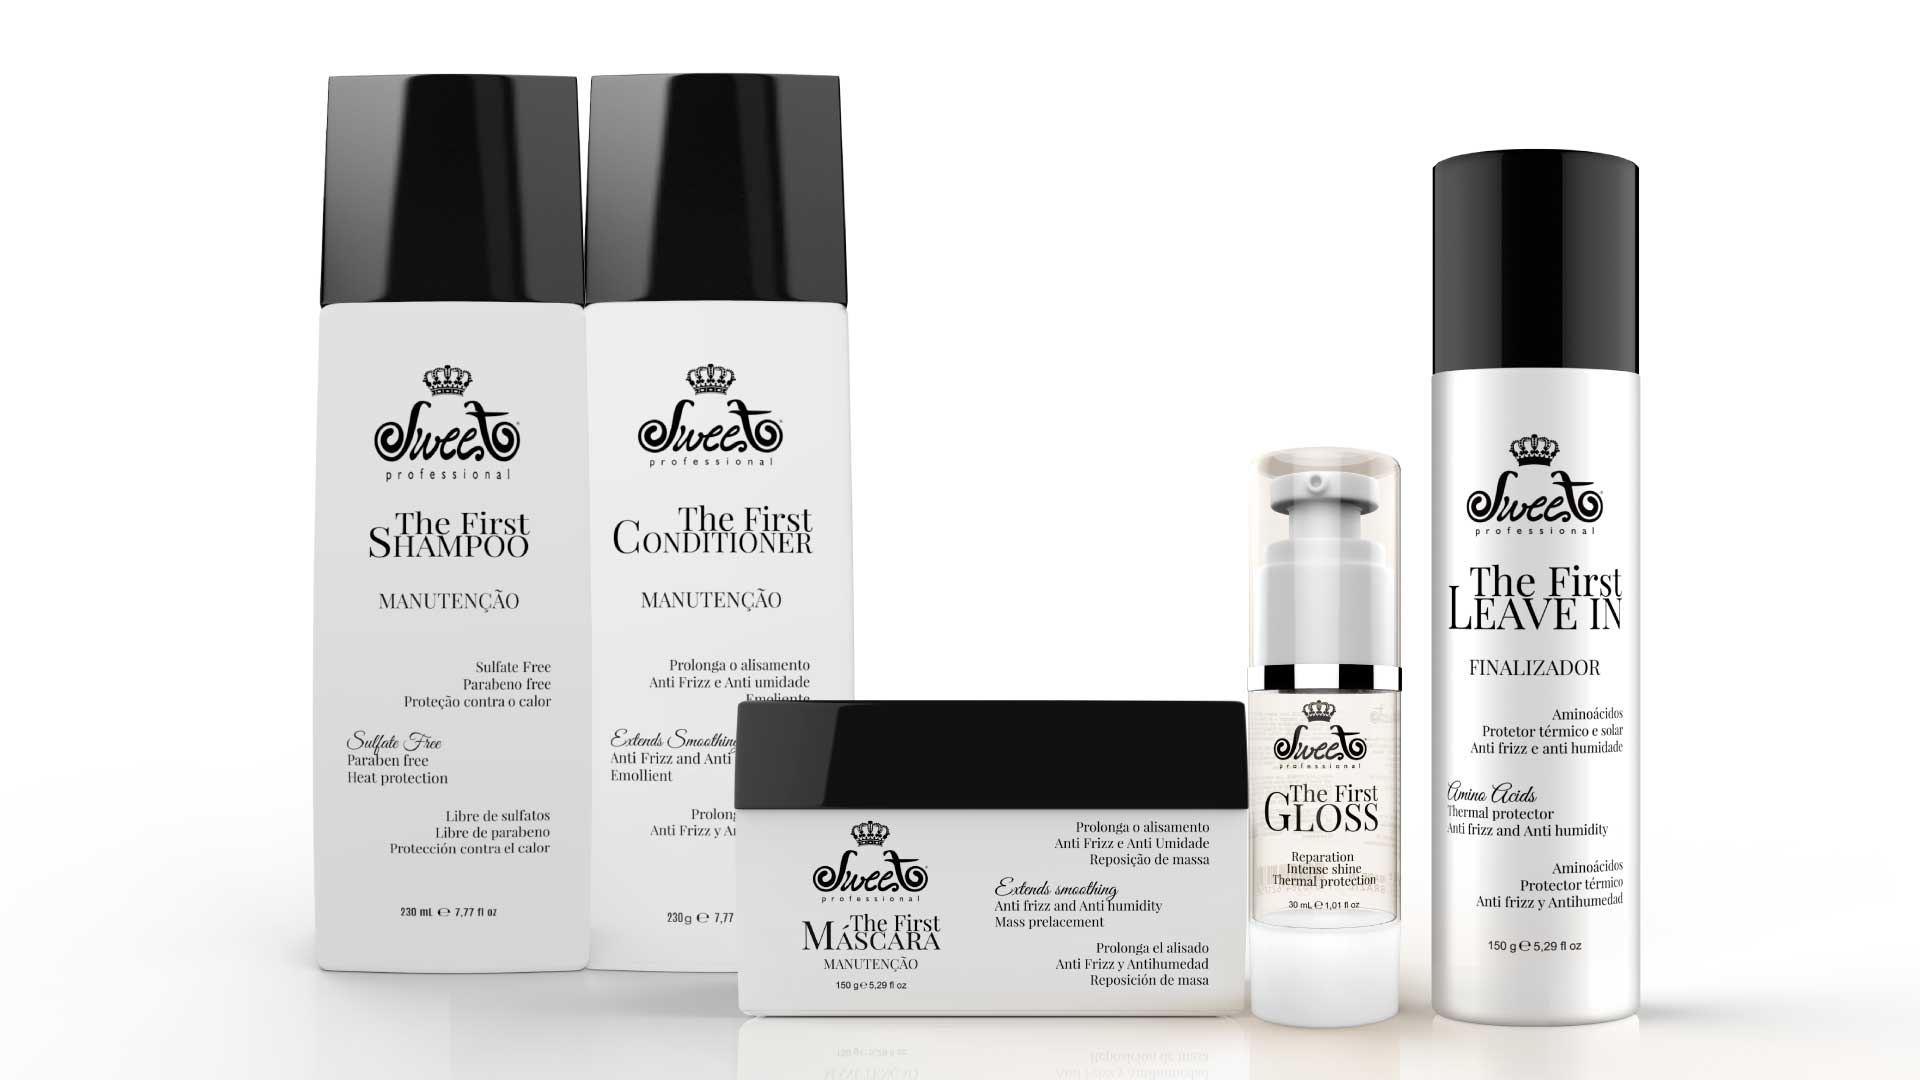 Sweet
professional
The First
SHAMPOO
MANUTENÇÃO
Sulfate Free
Parabeno free
Proteção contra o calor
Sulfate Free
Paraben free
Heat protection
Libre de sulfatos
Libre de parabeno
Protección contra el calor
230 mL ℮ 7,77 fl oz
Sweet
professional
The First
CONDITIONER
MANUTENÇÃO
Prolonga o alisamento
Anti Frizz e Anti umidade
Emoliente
Extends Smoothing
Anti Frizz and Anti
Emollient
Prolong
Anti Frizz y
230g ℮ 7,77
Sweet
professional
The First
MÁSCARA
MANUTENÇÃO
150 g ℮ 5,29 fl oz
Prolonga o alisamento
Anti Frizz e Anti Umidade
Reposição de massa
Extends smoothing
Anti frizz and Anti humidity
Mass prelacement
Prolonga el alisado
Anti Frizz y Antihumedad
Reposición de masa
Sweet
professional
The First
GLOSS
Reparation
Intense shine
Thermal protection
30 mL ℮ 1,01 fl oz
Sweet
professional
The First
LEAVE IN
FINALIZADOR
Aminoácidos
Protetor térmico e solar
Anti frizz e anti humidade
Amino Acids
Thermal protector
Anti frizz and Anti humidity
Aminoácidos
Protector térmico
Anti frizz y Antihumedad
150 g ℮ 5,29 fl oz